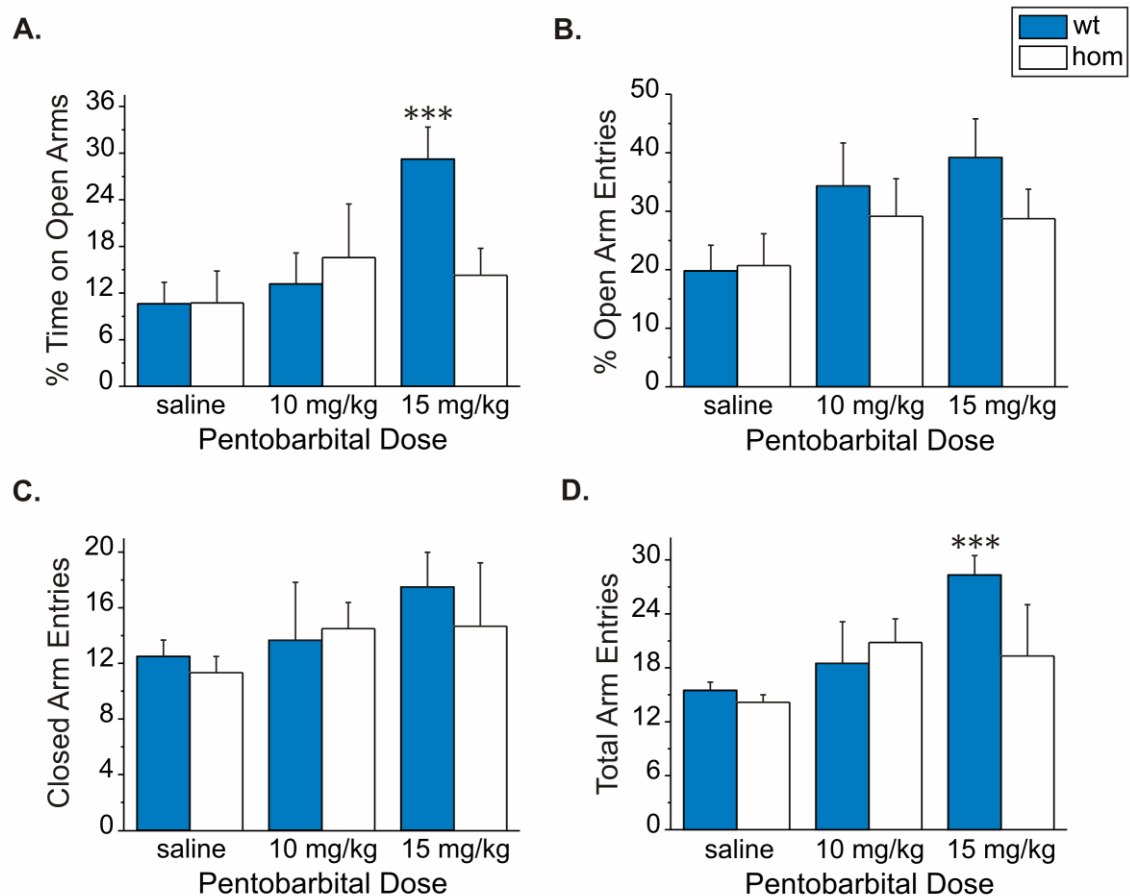 A.
% Time on Open Arms
36
30
24
18
12
6
0
***
saline 10 mg/kg 15 mg/kg
Pentobarbital Dose
B.
wt
hom
% Open Arm Entries
50
40
30
20
10
0
saline 10 mg/kg 15 mg/kg
Pentobarbital Dose
C.
Closed Arm Entries
20
16
12
8
4
0
saline 10 mg/kg 15 mg/kg
Pentobarbital Dose
D.
Total Arm Entries
30
24
18
12
6
0
***
saline 10 mg/kg 15 mg/kg
Pentobarbital Dose